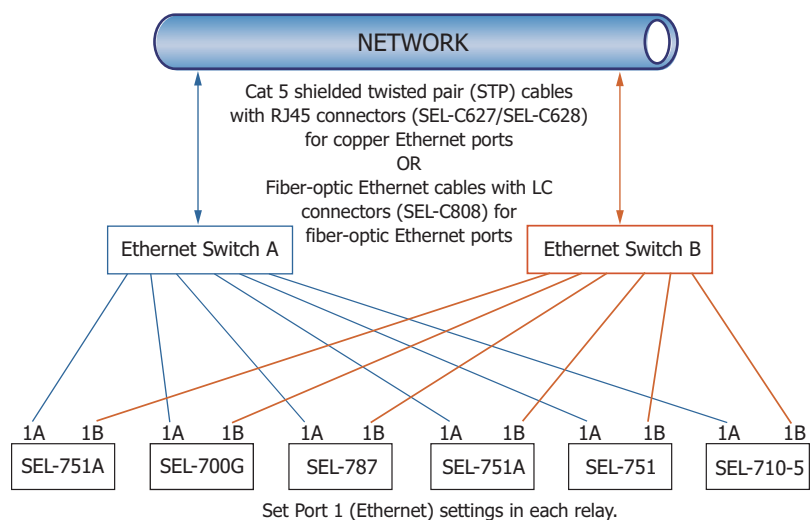 NETWORK
Cat 5 shielded twisted pair (STP) cables
with RJ45 connectors (SEL-C627/SEL-C628)
for copper Ethernet ports
OR
Fiber-optic Ethernet cables with LC
connectors (SEL-C808) for
fiber-optic Ethernet ports
Ethernet Switch A
Ethernet Switch B
1A 1B 1A 1B 1A 1B 1A 1B 1A 1B 1A 1B
SEL-751A SEL-700G SEL-787 SEL-751A SEL-751 SEL-710-5
Set Port 1 (Ethernet) settings in each relay.